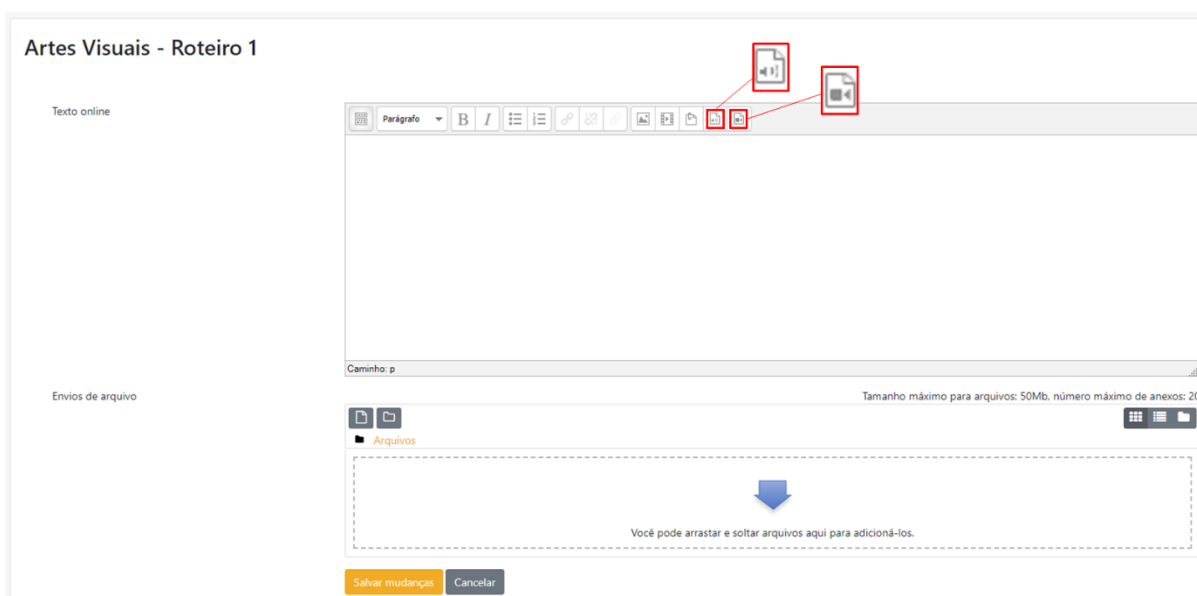 Artes Visuais - Roteiro 1
Texto online
Parágrafo
B I
Caminho: p
Envios de arquivo
Tamanho máximo para arquivos: 50Mb, número máximo de anexos: 20
Arquivos
Você pode arrastar e soltar arquivos aqui para adicioná-los.
Salvar mudanças Cancelar